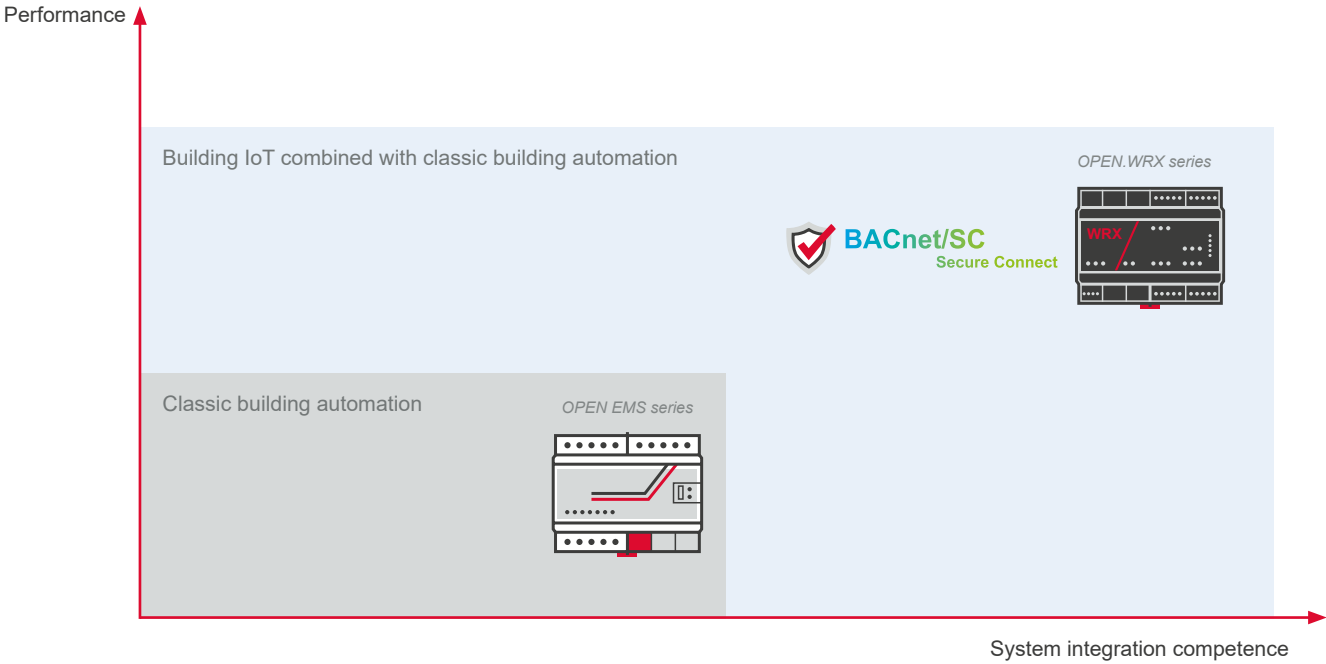 Performance
Building IoT combined with classic building automation
OPEN.WRX series
BACnet/SC
Secure Connect
WRX
Classic building automation
OPEN EMS series
System integration competence